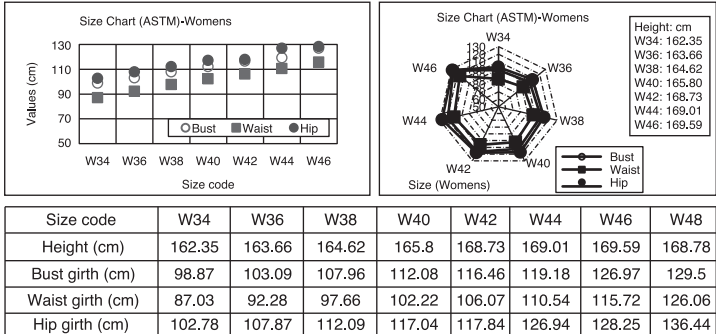 Size Chart (ASTM)-Womens
Values (cm)
130
110
90
70
50
Bust Waist Hip
W34 W36 W38 W40 W42 W44 W46
Size code
Size Chart (ASTM)-Womens
W34
130
W46
W36
W44
W38
W42
W40
Size (Womens)
Height: cm
W34: 162.35
W36: 163.66
W38: 164.62
W40: 165.80
W42: 168.73
W44: 169.01
W46: 169.59
Bust
Waist
Hip
Size code W34 W36 W38 W40 W42 W44 W46 W48
Height (cm) 162.35 163.66 164.62 165.8 168.73 169.01 169.59 168.78
Bust girth (cm) 98.87 103.09 107.96 112.08 116.46 119.18 126.97 129.5
Waist girth (cm) 87.03 92.28 97.66 102.22 106.07 110.54 115.72 126.06
Hip girth (cm) 102.78 107.87 112.09 117.04 117.84 126.94 128.25 136.44